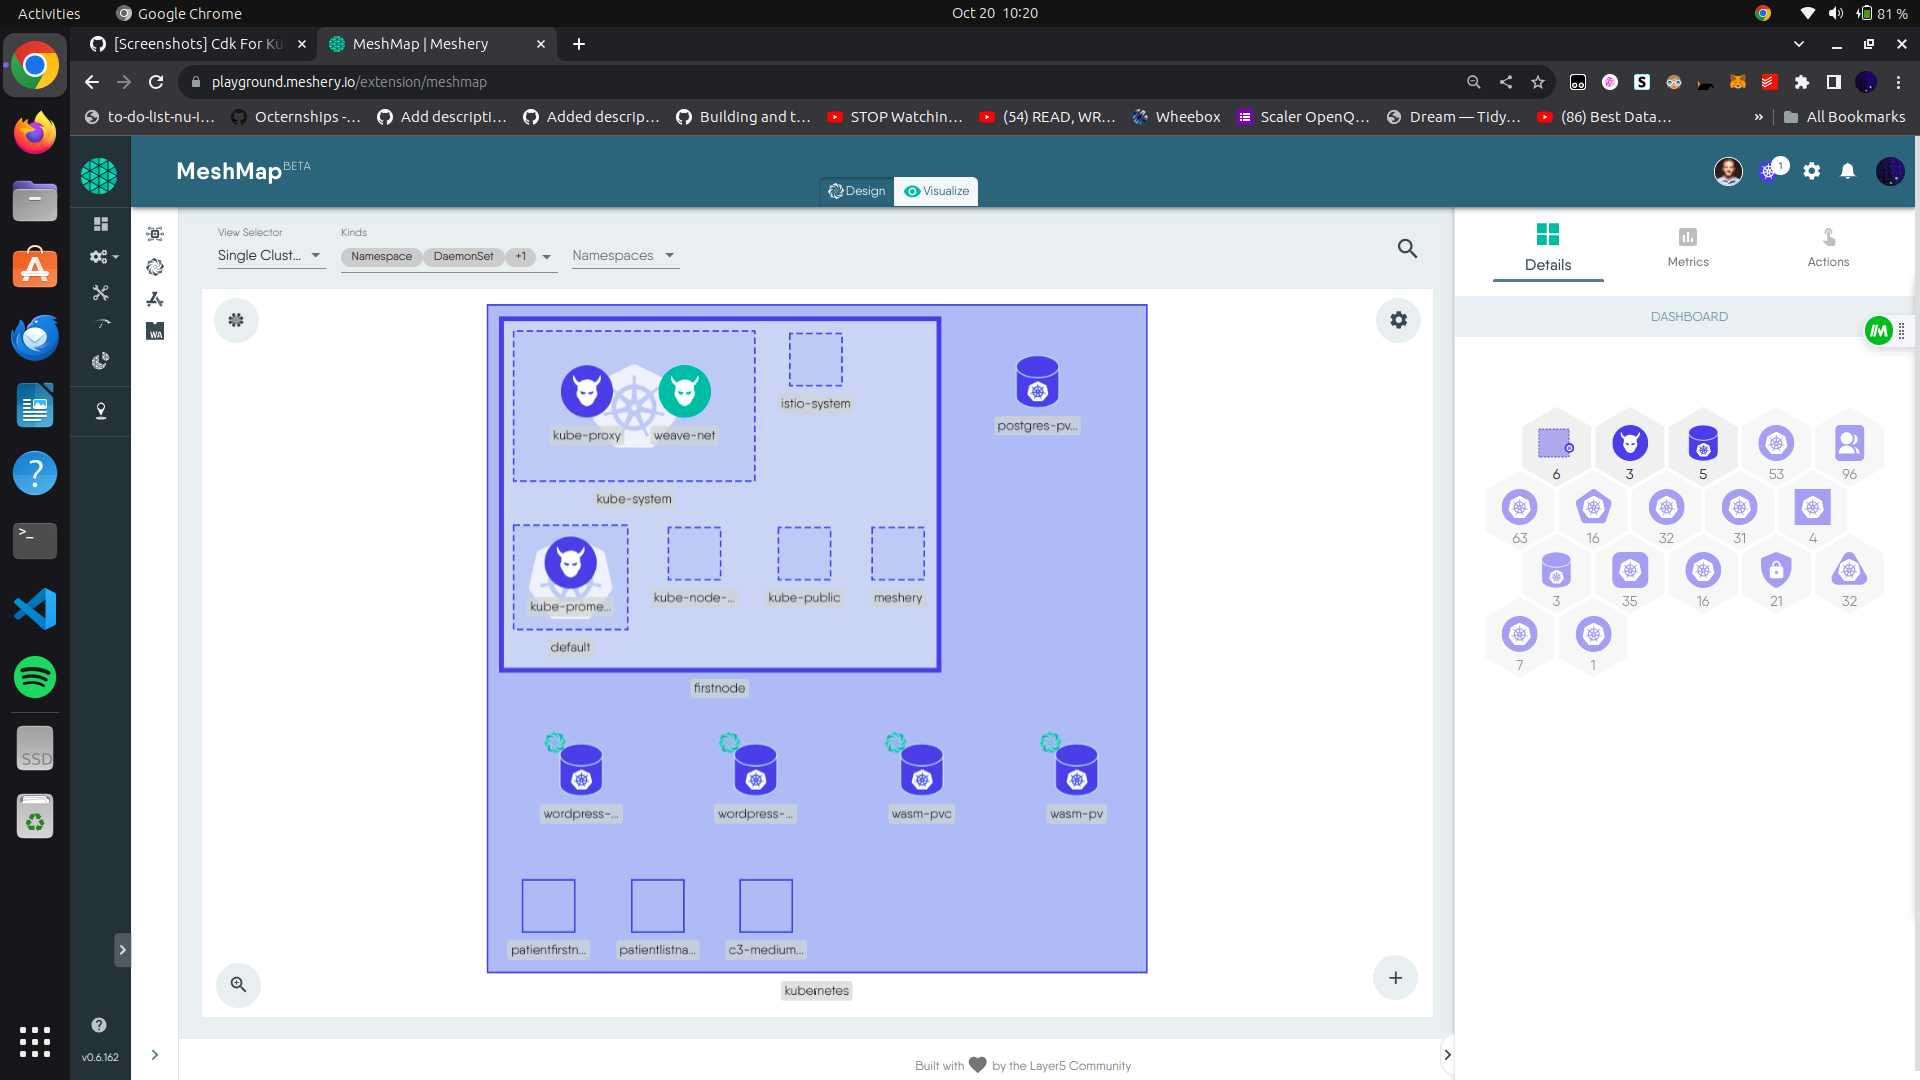 Activities
Google Chrome
Oct 20 10:20
81 %
[Screenshots] Cdk For Ku
MeshMap | Meshery
playground.meshery.io/extension/meshmap
to-do-list-nu-i...
Octernships -...
Add descripti...
Added descrip...
Building and t...
STOP Watchin...
(54) READ, WR...
Wheebox
Scaler OpenQ...
Dream — TIdy...
(86) Best Data...
»
All Bookmarks
MeshMap BETA
Design
Visualize
1
View Selector
Single Clust...
Kinds
Namespace
DaemonSet
+1
Namespaces
Details
Metrics
Actions
DASHBOARD
WA
kube-proxy
weave-net
kube-system
istio-system
postgres-pv...
kube-prome...
default
kube-node-...
kube-public
meshery
firstnode
wordpress-...
wordpress-...
wasm-pvc
wasm-pv
patientfirstn...
patientlistna...
c3-medium...
kubernetes
6
3
5
53
96
63
16
32
31
4
3
35
16
21
32
7
1
SSD
v0.6.162
Built with
by the Layer5 Community